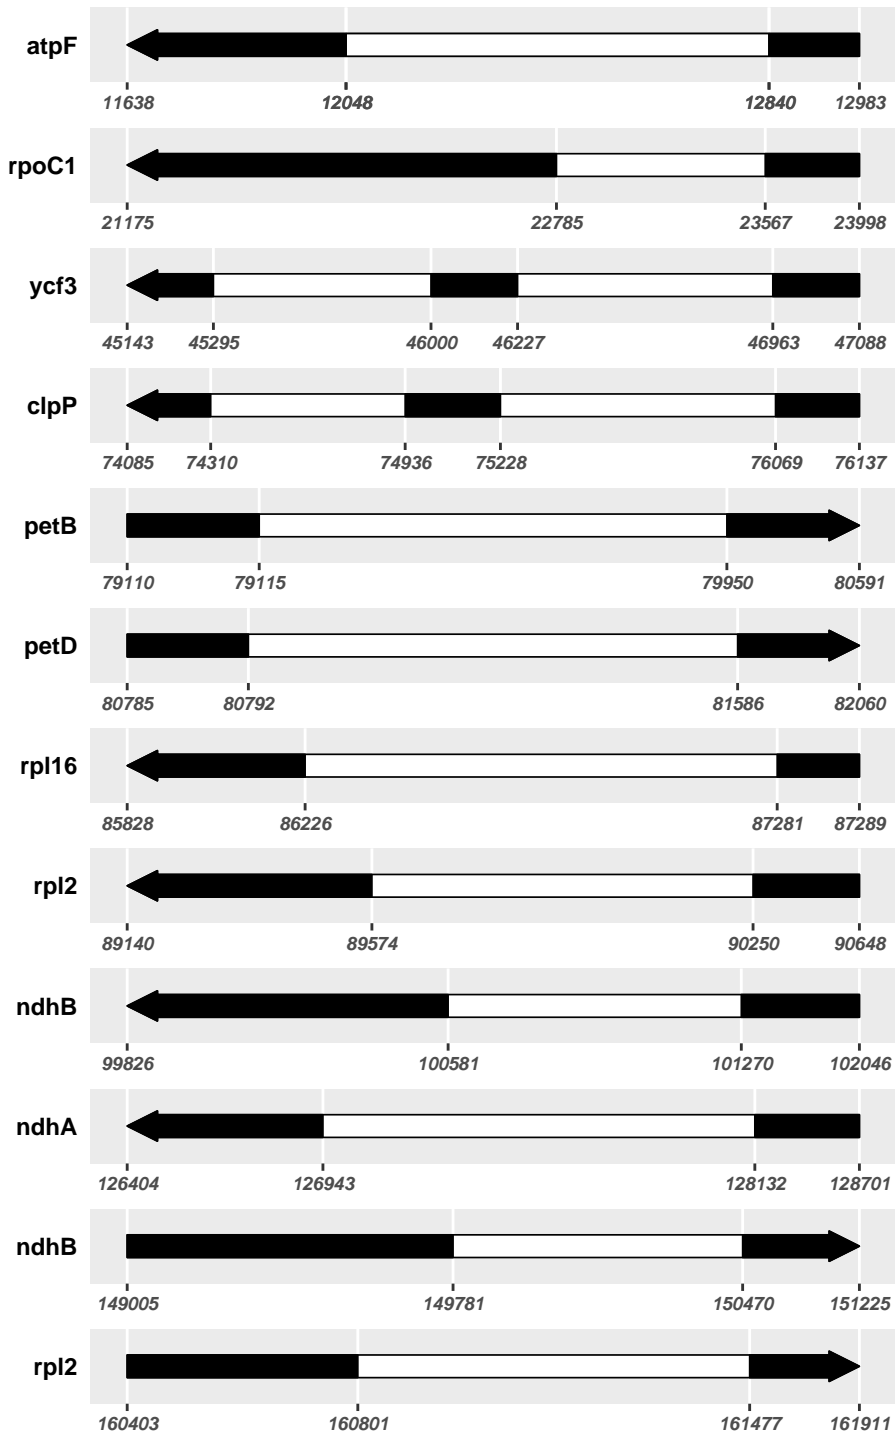 atpF
11638 12048 12840 12983
rpoC1
21175 22785 23567 23998
ycf3
45143 45295 46000 46227 46963 47088
clpP
74085 74310 74936 75228 76069 76137
petB
79110 79115 79950 80591
petD
80785 80792 81586 82060
rpl16
85828 86226 87281 87289
rpl2
89140 89574 90250 90648
ndhB
99826 100581 101270 102046
ndhA
126404 126943 128132 128701
ndhB
149005 149781 150470 151225
rpl2
160403 160801 161477 161911